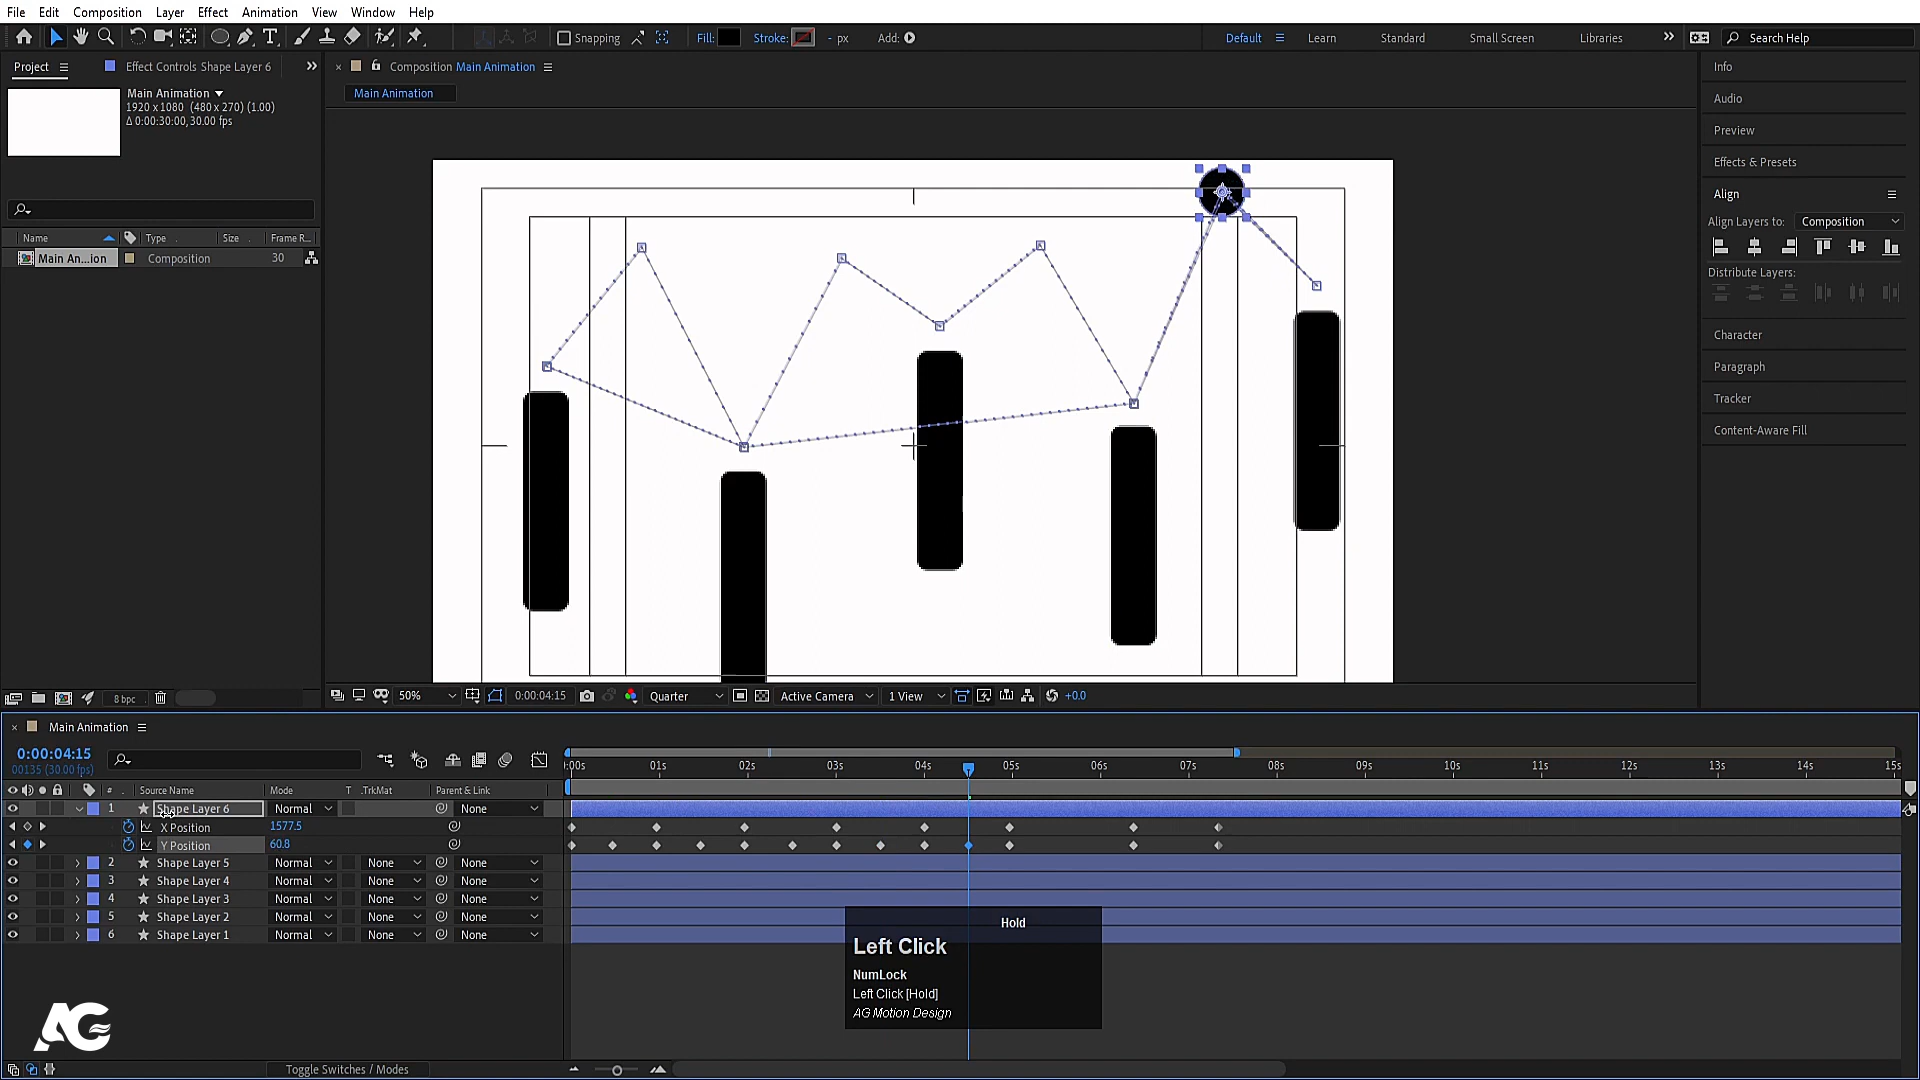 File Edit Composition Layer Effect Animation View Window Help
Snapping Fill: Stroke: - px Add: Default Learn Standard Small Screen Libraries Search Help
Project Effect Controls Shape Layer 6 Composition Main Animation Info
Main Animation
1920 x 1080 (480 x 270) (1.00)
Δ 0:00:30:00, 30.00 fps
Main Animation
Audio
Preview
Effects & Presets
Align
Align Layers to: Composition
Name Type Size Frame R...
Main An...ion Composition 30
Distribute Layers:
Character
Paragraph
Tracker
Content-Aware Fill
8 bpc 50% 0:00:04:15 Quarter Active Camera 1 View +0.0
Main Animation
0:00:04:15
00135 (30.00 fps)
:00s 01s 02s 03s 04s 05s 06s 07s 08s 09s 10s 11s 12s 13s 14s 15s
# Source Name Mode T .TrkMat Parent & Link
1 Shape Layer 6 Normal None
X Position 1577.5
Y Position 60.8
2 Shape Layer 5 Normal None None
3 Shape Layer 4 Normal None None
4 Shape Layer 3 Normal None None
5 Shape Layer 2 Normal None None
6 Shape Layer 1 Normal None None
Hold
Left Click
NumLock
Left Click [Hold]
AG Motion Design
AG
Toggle Switches / Modes